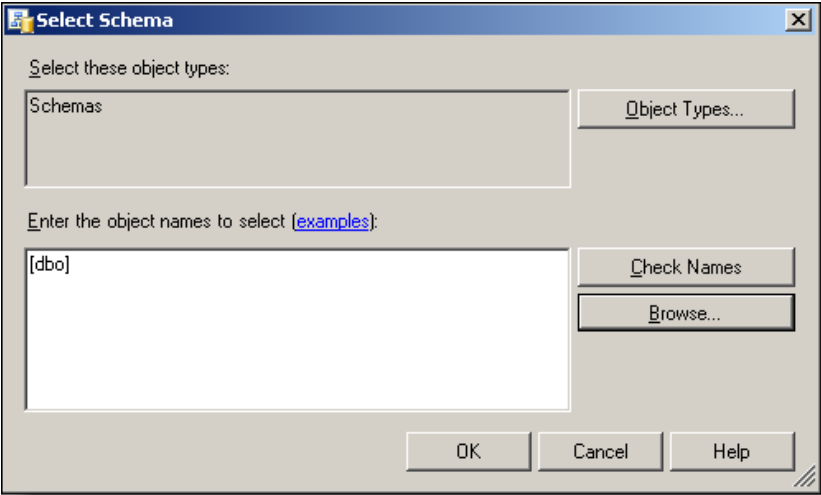 Select Schema
Select these object types:
Schemas
Object Types...
Enter the object names to select (examples):
[dbo]
Check Names
Browse...
OK
Cancel
Help